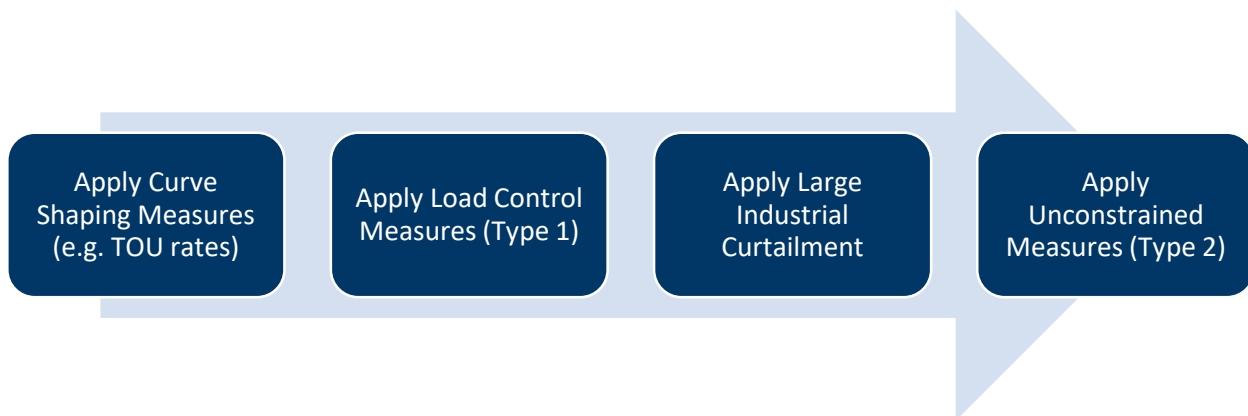 Apply Curve
Shaping Measures
(e.g. TOU rates)
Apply Load Control
Measures (Type 1)
Apply Large
Industrial
Curtailment
Apply
Unconstrained
Measures (Type 2)